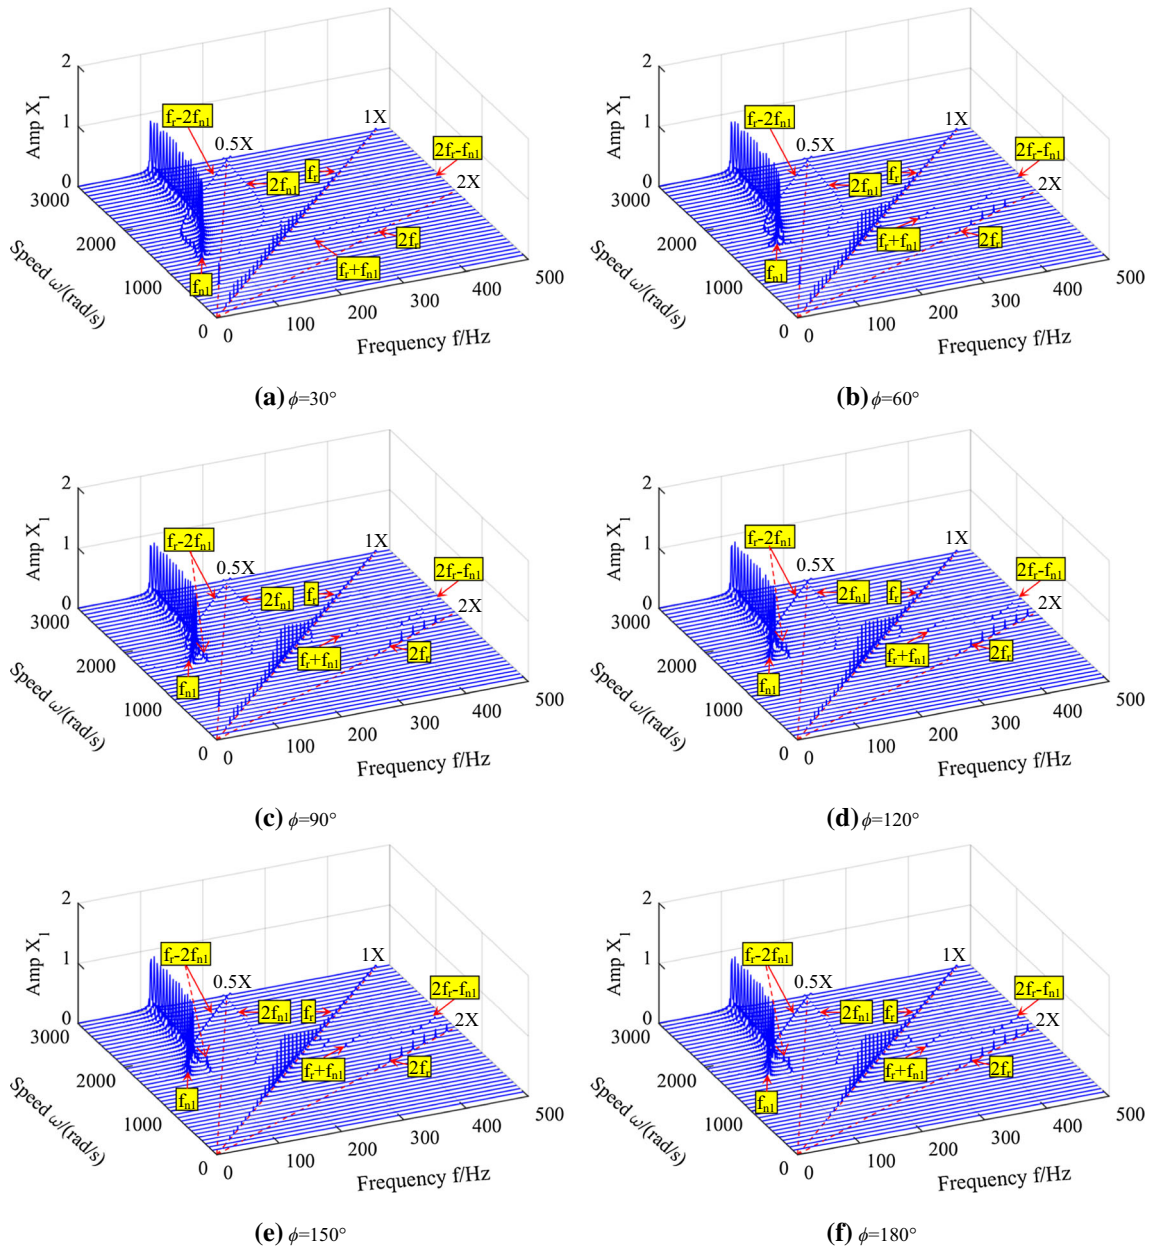 2
1
0
Amp X₁
3000
2000
1000
0
Speed ω/(rad/s)
0
100
200
300
400
500
Frequency f/Hz
fᵣ-2fₙ₁
0.5X
1X
2fᵣ-fₙ₁
2X
2fₙ₁
fᵣ
2fᵣ
fᵣ+fₙ₁
fₙ₁
(a) ϕ=30°
2
1
0
Amp X₁
3000
2000
1000
0
Speed ω/(rad/s)
0
100
200
300
400
500
Frequency f/Hz
fᵣ-2fₙ₁
0.5X
1X
2fᵣ-fₙ₁
2X
2fₙ₁
fᵣ
2fᵣ
fᵣ+fₙ₁
fₙ₁
(b) ϕ=60°
2
1
0
Amp X₁
3000
2000
1000
0
Speed ω/(rad/s)
0
100
200
300
400
500
Frequency f/Hz
fᵣ-2fₙ₁
0.5X
1X
2fᵣ-fₙ₁
2X
2fₙ₁
fᵣ
2fᵣ
fᵣ+fₙ₁
fₙ₁
(c) ϕ=90°
2
1
0
Amp X₁
3000
2000
1000
0
Speed ω/(rad/s)
0
100
200
300
400
500
Frequency f/Hz
fᵣ-2fₙ₁
0.5X
1X
2fᵣ-fₙ₁
2X
2fₙ₁
fᵣ
2fᵣ
fᵣ+fₙ₁
fₙ₁
(d) ϕ=120°
2
1
0
Amp X₁
3000
2000
1000
0
Speed ω/(rad/s)
0
100
200
300
400
500
Frequency f/Hz
fᵣ-2fₙ₁
0.5X
1X
2fᵣ-fₙ₁
2X
2fₙ₁
fᵣ
2fᵣ
fᵣ+fₙ₁
fₙ₁
(e) ϕ=150°
2
1
0
Amp X₁
3000
2000
1000
0
Speed ω/(rad/s)
0
100
200
300
400
500
Frequency f/Hz
fᵣ-2fₙ₁
0.5X
1X
2fᵣ-fₙ₁
2X
2fₙ₁
fᵣ
2fᵣ
fᵣ+fₙ₁
fₙ₁
(f) ϕ=180°